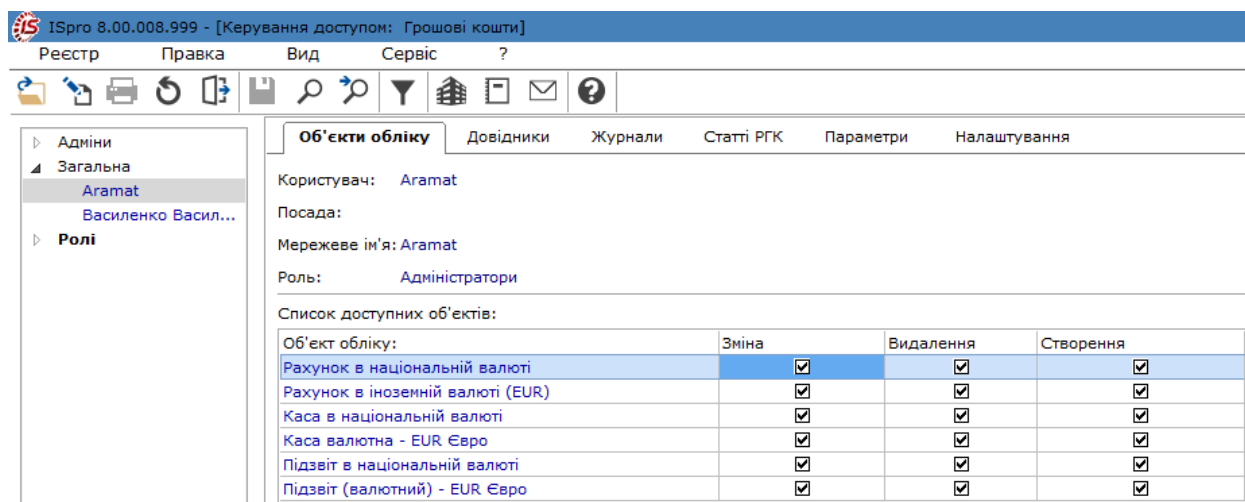 ISpro 8.00.008.999 - [Керування доступом: Грошові кошти]
Реєстр Правка Вид Сервіс ?
Адміни
Загальна
Aramat
Василенко Васил...
Ролі
Об'єкти обліку Довідники Журнали Статті РГК Параметри Налаштування
Користувач: Aramat
Посада:
Мережеве ім'я: Aramat
Роль: Адміністратори
Список доступних об'єктів:
Об'єкт обліку: Зміна Видалення Створення
Рахунок в національній валюті
Рахунок в іноземній валюті (EUR)
Каса в національній валюті
Каса валютна - EUR Євро
Підзвіт в національній валюті
Підзвіт (валютний) - EUR Євро